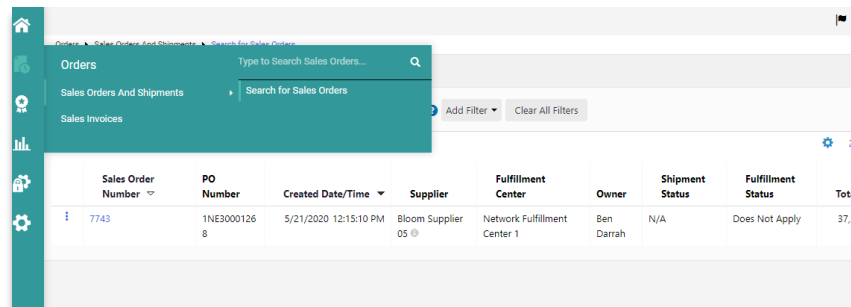 Orders Sales Orders And Shipments Search for Sales Orders
Orders
Type to Search Sales Orders...
Sales Orders And Shipments
Search for Sales Orders
Sales Invoices
Add Filter
Clear All Filters
Sales Order Number
PO Number
Created Date/Time
Supplier
Fulfillment Center
Owner
Shipment Status
Fulfillment Status
7743
1NE3000126
8
5/21/2020 12:15:10 PM
Bloom Supplier
05
Network Fulfillment
Center 1
Ben
Darrah
N/A
Does Not Apply
37,